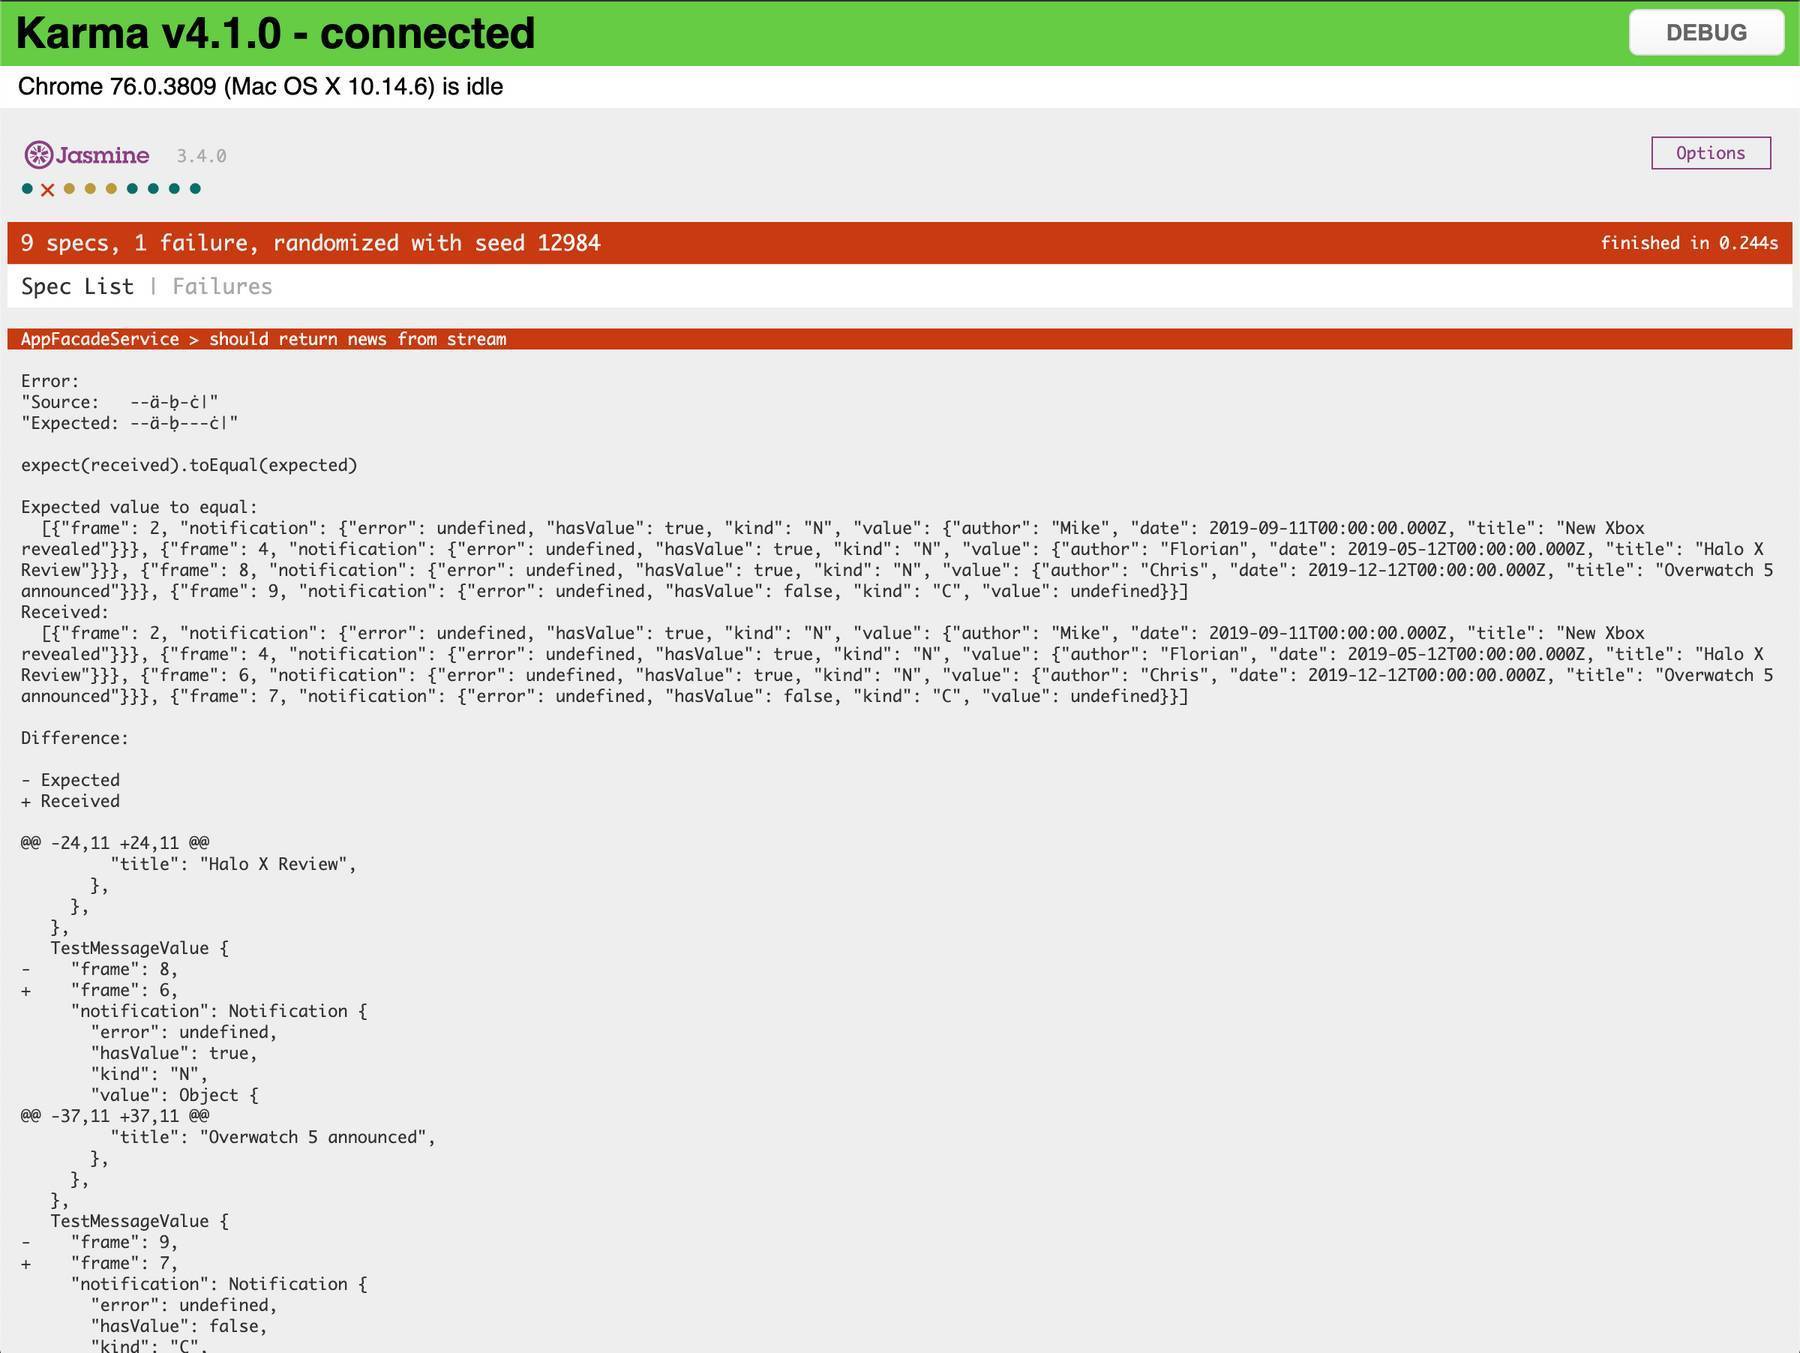 Karma v4.1.0 - connected
DEBUG
Chrome 76.0.3809 (Mac OS X 10.14.6) is idle
Jasmine 3.4.0
Options
9 specs, 1 failure, randomized with seed 12984
finished in 0.244s
Spec List | Failures
AppFacadeService > should return news from stream
Error:
"Source:   --ä-ḅ-ċ|"
"Expected: --ä-ḅ---ċ|"
expect(received).toEqual(expected)
Expected value to equal:
  [{"frame": 2, "notification": {"error": undefined, "hasValue": true, "kind": "N", "value": {"author": "Mike", "date": 2019-09-11T00:00:00.000Z, "title": "New Xbox
revealed"}}}, {"frame": 4, "notification": {"error": undefined, "hasValue": true, "kind": "N", "value": {"author": "Florian", "date": 2019-05-12T00:00:00.000Z, "title": "Halo X
Review"}}}, {"frame": 8, "notification": {"error": undefined, "hasValue": true, "kind": "N", "value": {"author": "Chris", "date": 2019-12-12T00:00:00.000Z, "title": "Overwatch 5
announced"}}}, {"frame": 9, "notification": {"error": undefined, "hasValue": false, "kind": "C", "value": undefined}}]
Received:
  [{"frame": 2, "notification": {"error": undefined, "hasValue": true, "kind": "N", "value": {"author": "Mike", "date": 2019-09-11T00:00:00.000Z, "title": "New Xbox
revealed"}}}, {"frame": 4, "notification": {"error": undefined, "hasValue": true, "kind": "N", "value": {"author": "Florian", "date": 2019-05-12T00:00:00.000Z, "title": "Halo X
Review"}}}, {"frame": 6, "notification": {"error": undefined, "hasValue": true, "kind": "N", "value": {"author": "Chris", "date": 2019-12-12T00:00:00.000Z, "title": "Overwatch 5
announced"}}}, {"frame": 7, "notification": {"error": undefined, "hasValue": false, "kind": "C", "value": undefined}}]
Difference:
- Expected
+ Received
@@ -24,11 +24,11 @@
         "title": "Halo X Review",
       },
     },
   },
   TestMessageValue {
-    "frame": 8,
+    "frame": 6,
     "notification": Notification {
       "error": undefined,
       "hasValue": true,
       "kind": "N",
       "value": Object {
@@ -37,11 +37,11 @@
         "title": "Overwatch 5 announced",
       },
     },
   },
   TestMessageValue {
-    "frame": 9,
+    "frame": 7,
     "notification": Notification {
       "error": undefined,
       "hasValue": false,
       "kind": "C",